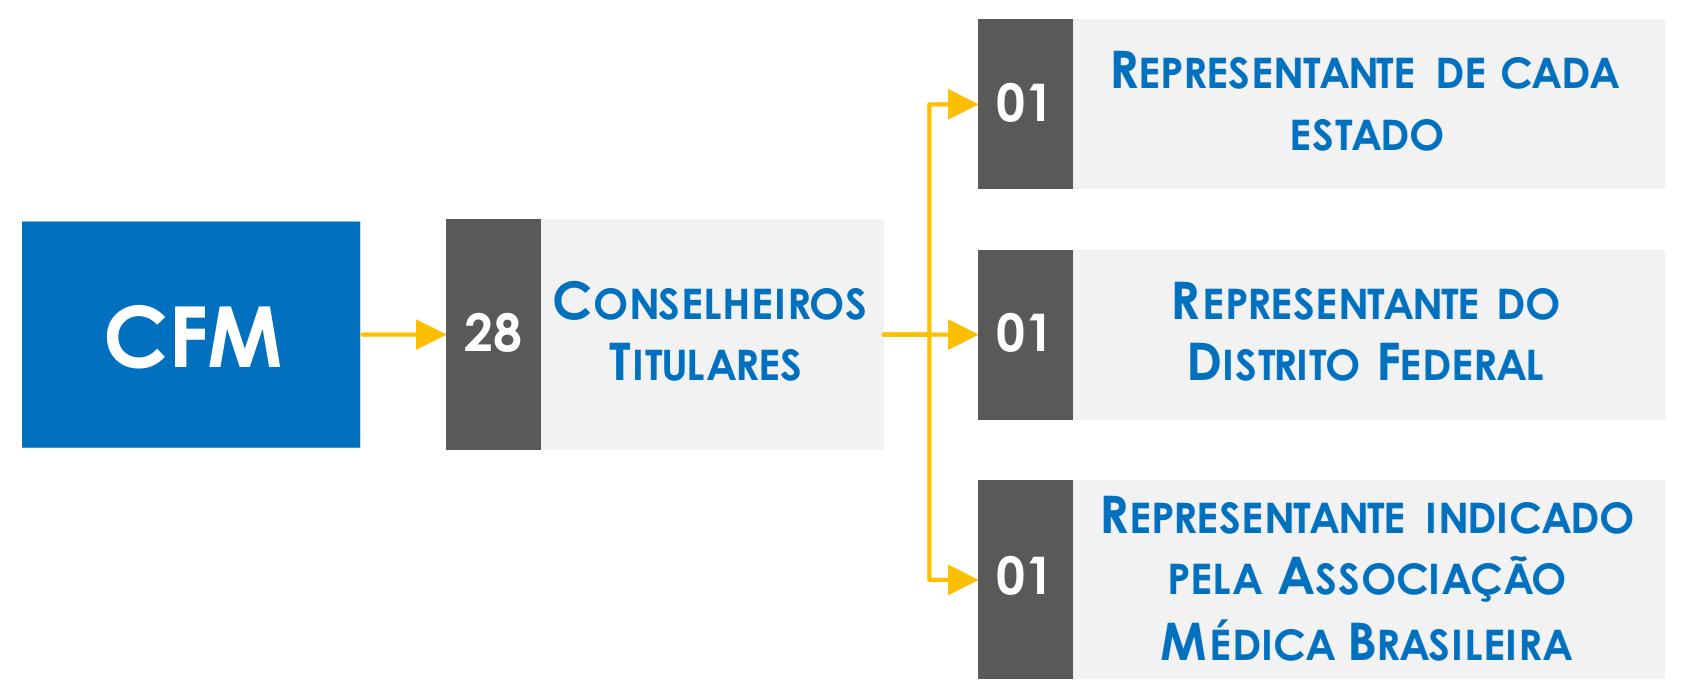 CFM
28
CONSELHEIROS
TITULARES
01
REPRESENTANTE DE CADA
ESTADO
01
REPRESENTANTE DO
DISTRITO FEDERAL
01
REPRESENTANTE INDICADO
PELA ASSOCIAÇÃO
MÉDICA BRASILEIRA